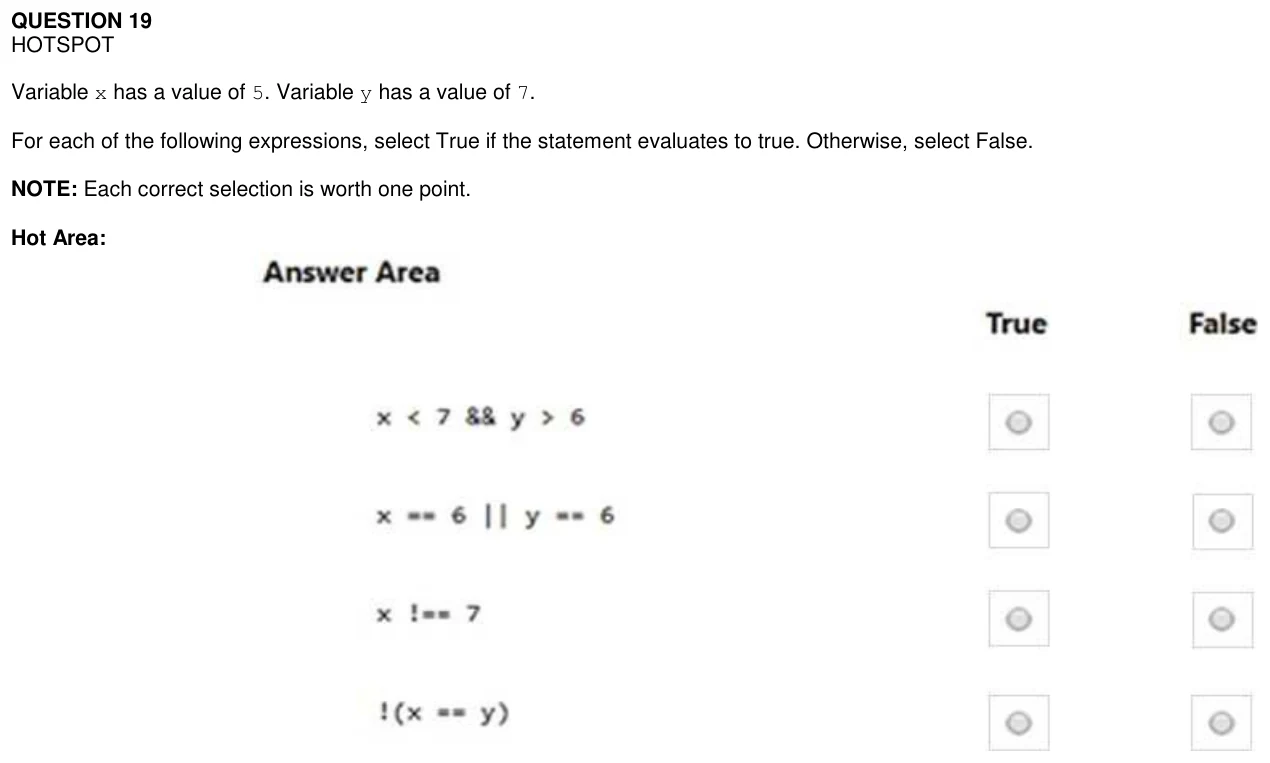 QUESTION 19
HOTSPOT
Variable x has a value of 5. Variable y has a value of 7.
For each of the following expressions, select True if the statement evaluates to true. Otherwise, select False.
NOTE: Each correct selection is worth one point.
Hot Area:
Answer Area
True False
x < 7 && y > 6
x == 6 || y == 6
x !== 7
!(x == y)